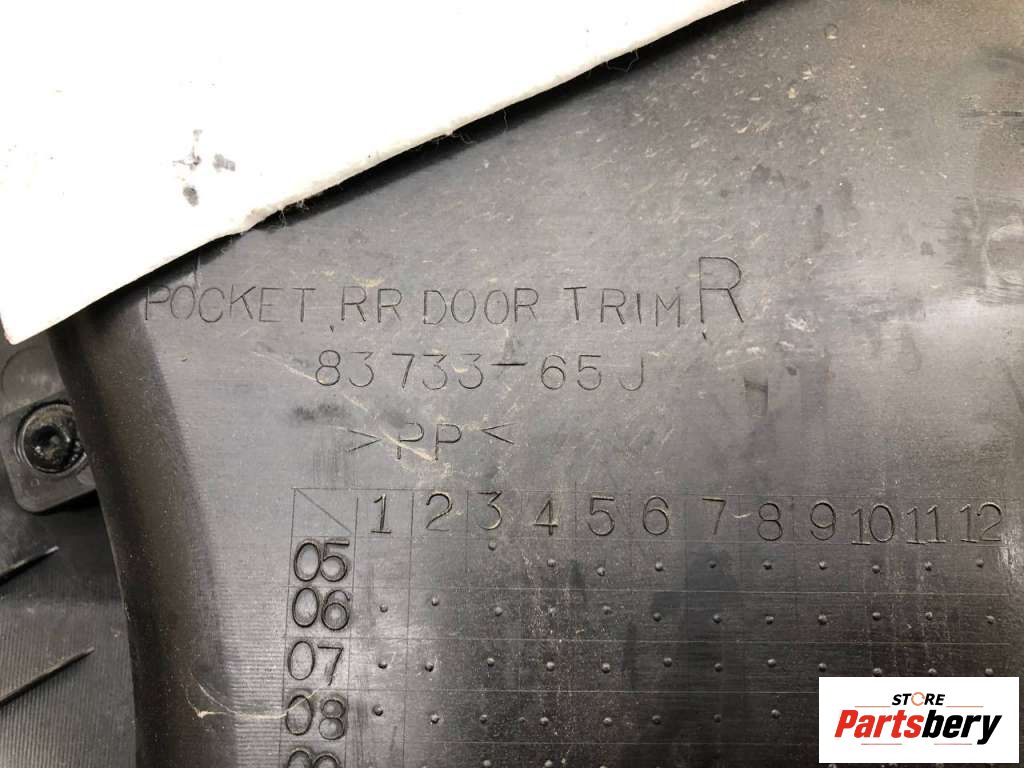 POCKET, RR DOOR TRIM, R
83733-65J
>PP<
1 2 3 4 5 6 7 8 9 10 11 12
05
06
07
08
STORE
Partsbery